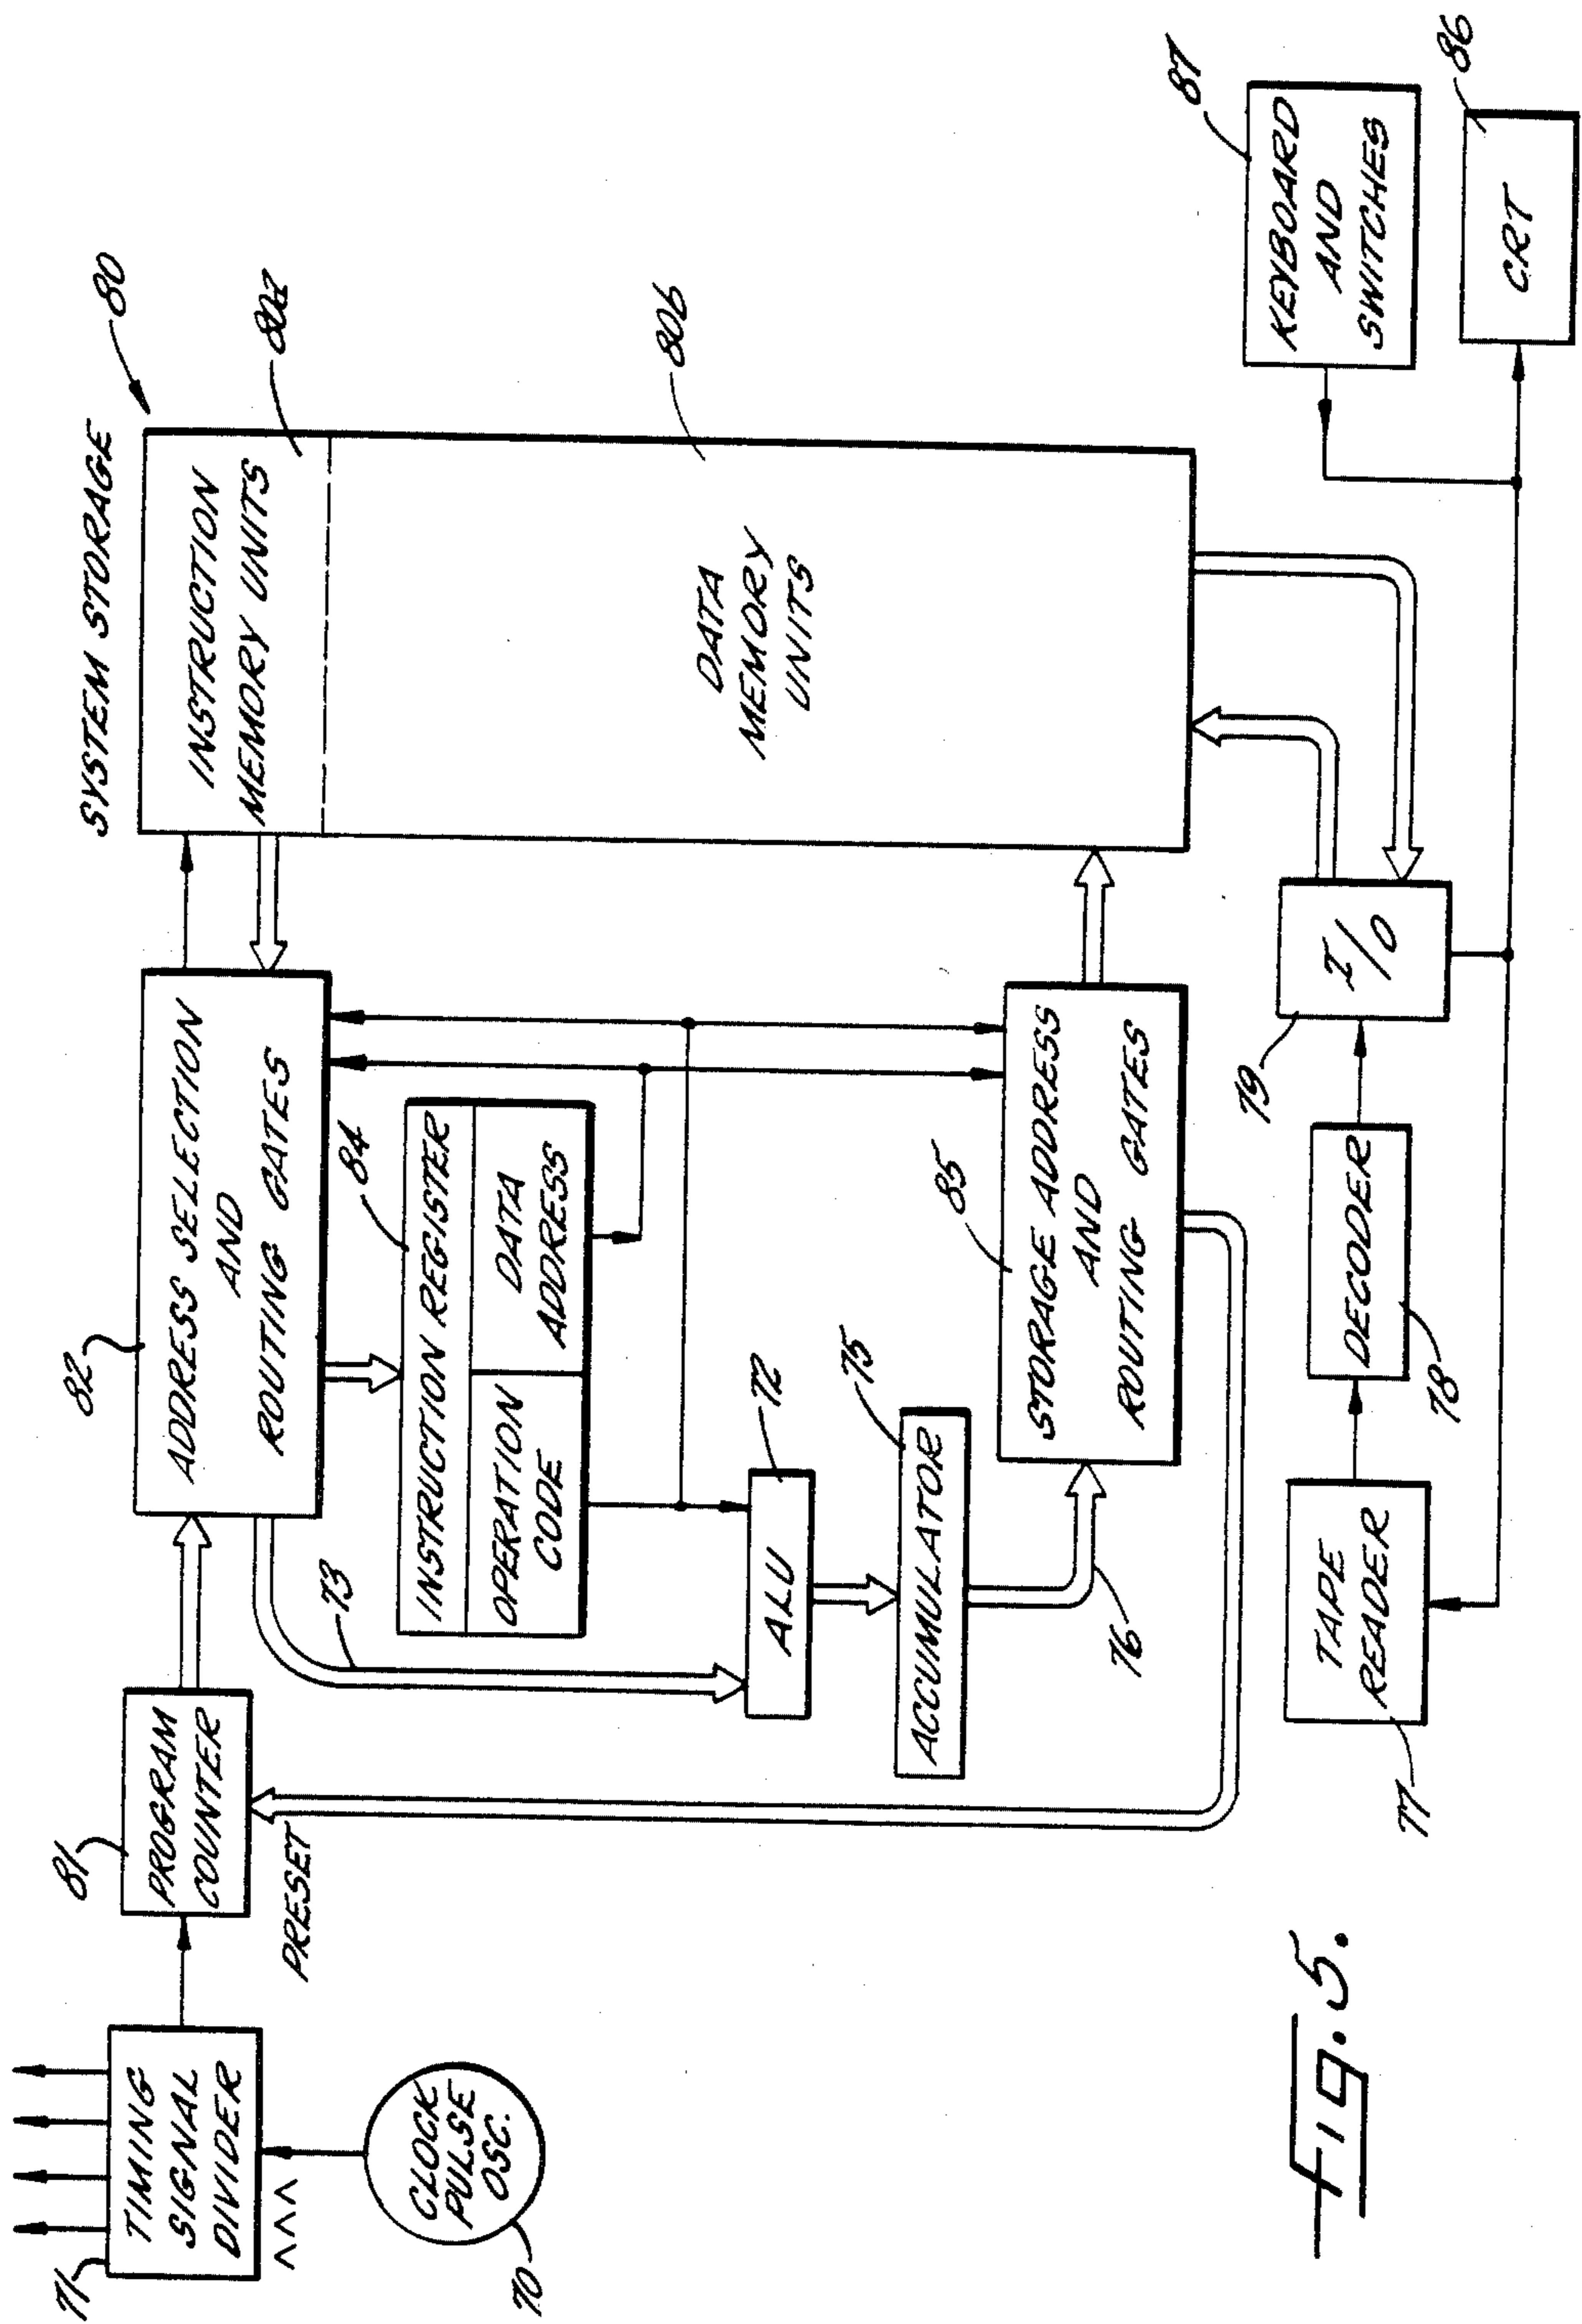 71
TIMING
SIGNAL
DIVIDER
70
CLOCK
PULSE
OSC.
81
PROGRAM
COUNTER
PRESET
82
ADDRESS SELECTION
AND
ROUTING GATES
73
84
INSTRUCTION REGISTER
OPERATION
CODE
DATA
ADDRESS
72
ALU
75
ACCUMULATOR
76
85
STORAGE ADDRESS
AND
ROUTING GATES
SYSTEM STORAGE
80
INSTRUCTION
MEMORY UNITS
80a
DATA
MEMORY
UNITS
80b
77
TAPE
READER
78
DECODER
79
I/O
87
KEYBOARD
AND
SWITCHES
86
CRT
Fig. 5.